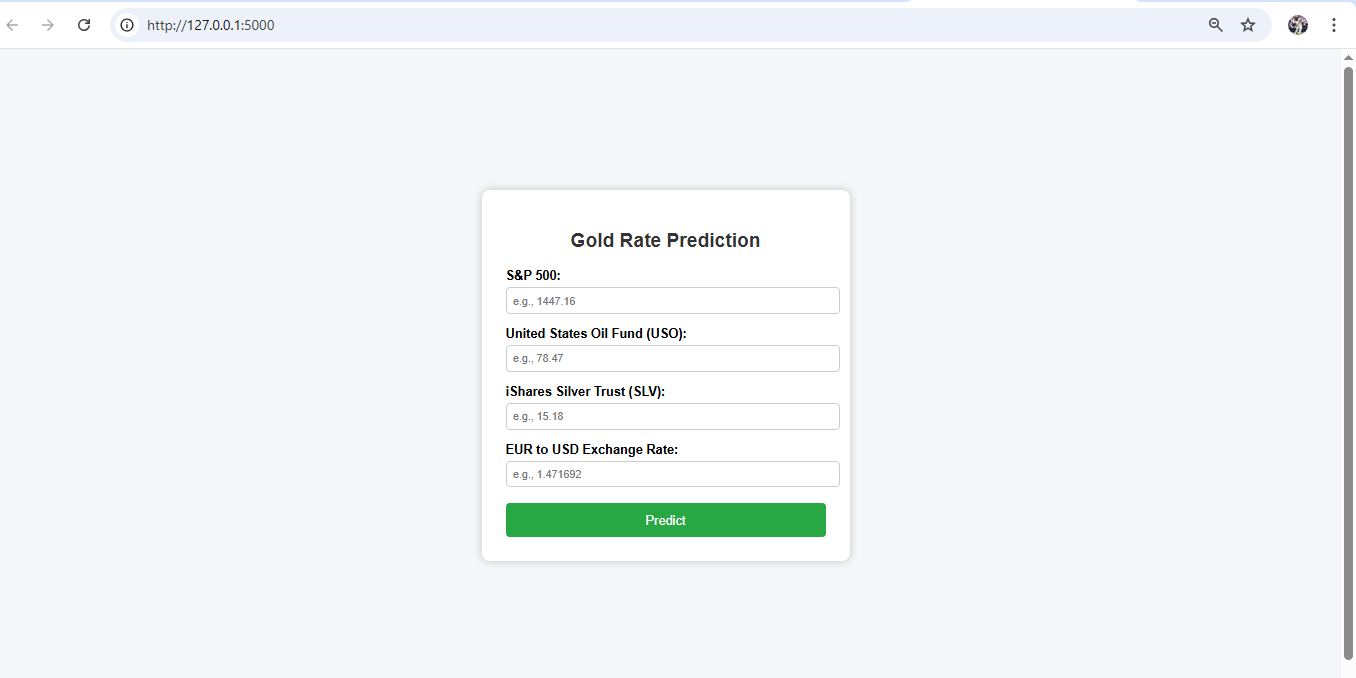 http://127.0.0.1:5000
Gold Rate Prediction
S&P 500:
e.g., 1447.16
United States Oil Fund (USO):
e.g., 78.47
iShares Silver Trust (SLV):
e.g., 15.18
EUR to USD Exchange Rate:
e.g., 1.471692
Predict